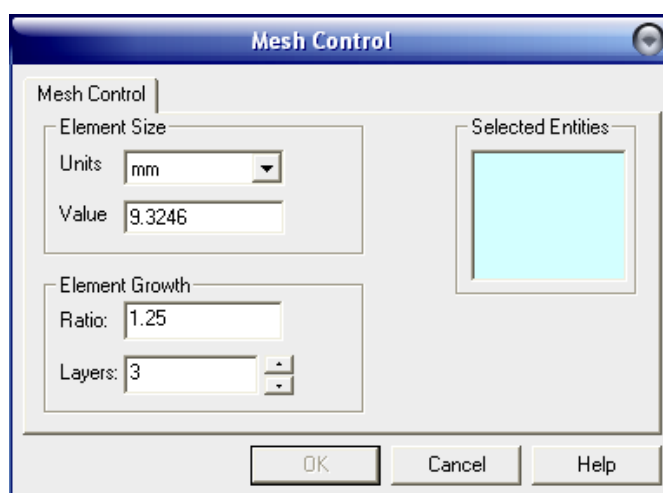 Mesh Control
Mesh Control
Element Size
Units mm
Value 9.3246
Selected Entities
Element Growth
Ratio: 1.25
Layers: 3
OK Cancel Help